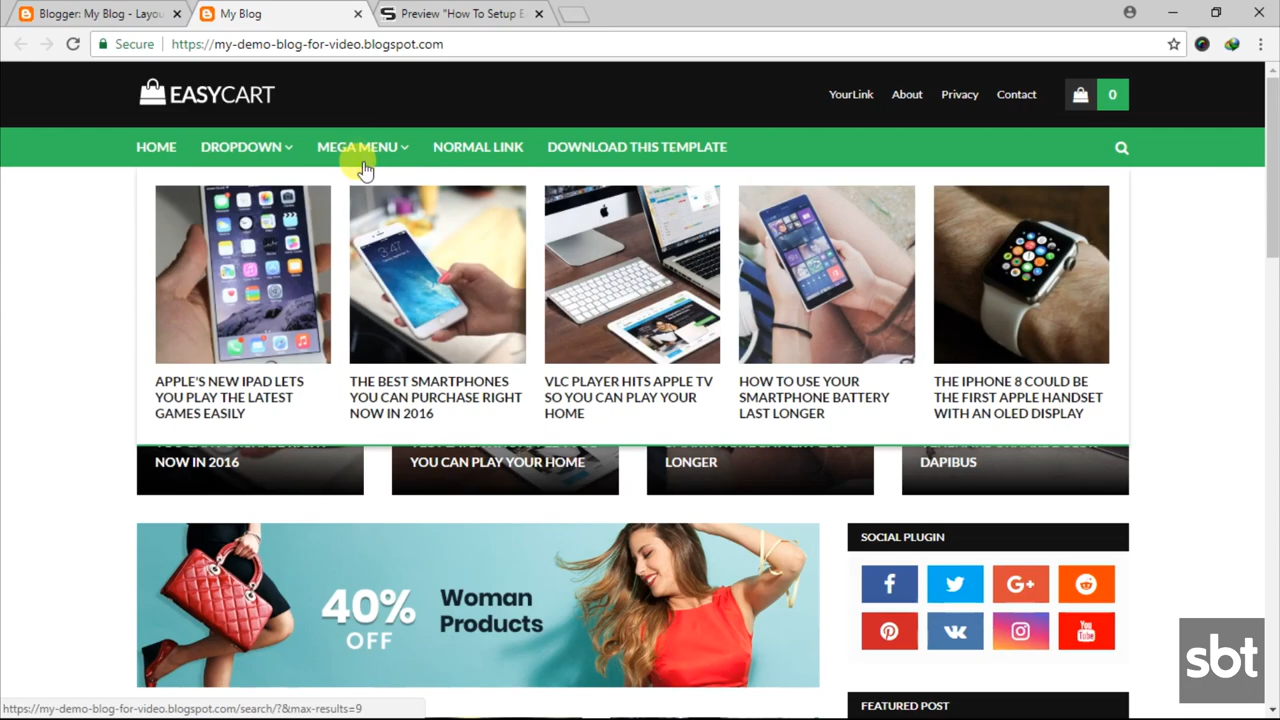 Blogger: My Blog - Layou
My Blog
Preview "How To Setup E
Secure
https://my-demo-blog-for-video.blogspot.com
EASYCART
YourLink
About
Privacy
Contact
0
HOME
DROPDOWN
MEGA MENU
NORMAL LINK
DOWNLOAD THIS TEMPLATE
APPLE'S NEW IPAD LETS
YOU PLAY THE LATEST
GAMES EASILY
THE BEST SMARTPHONES
YOU CAN PURCHASE RIGHT
NOW IN 2016
VLC PLAYER HITS APPLE TV
SO YOU CAN PLAY YOUR
HOME
HOW TO USE YOUR
SMARTPHONE BATTERY
LAST LONGER
THE IPHONE 8 COULD BE
THE FIRST APPLE HANDSET
WITH AN OLED DISPLAY
NOW IN 2016
YOU CAN PLAY YOUR HOME
LONGER
DAPIBUS
40%
OFF
Woman
Products
SOCIAL PLUGIN
G+
You
Tube
FEATURED POST
sbt
https://my-demo-blog-for-video.blogspot.com/search/?&max-results=9